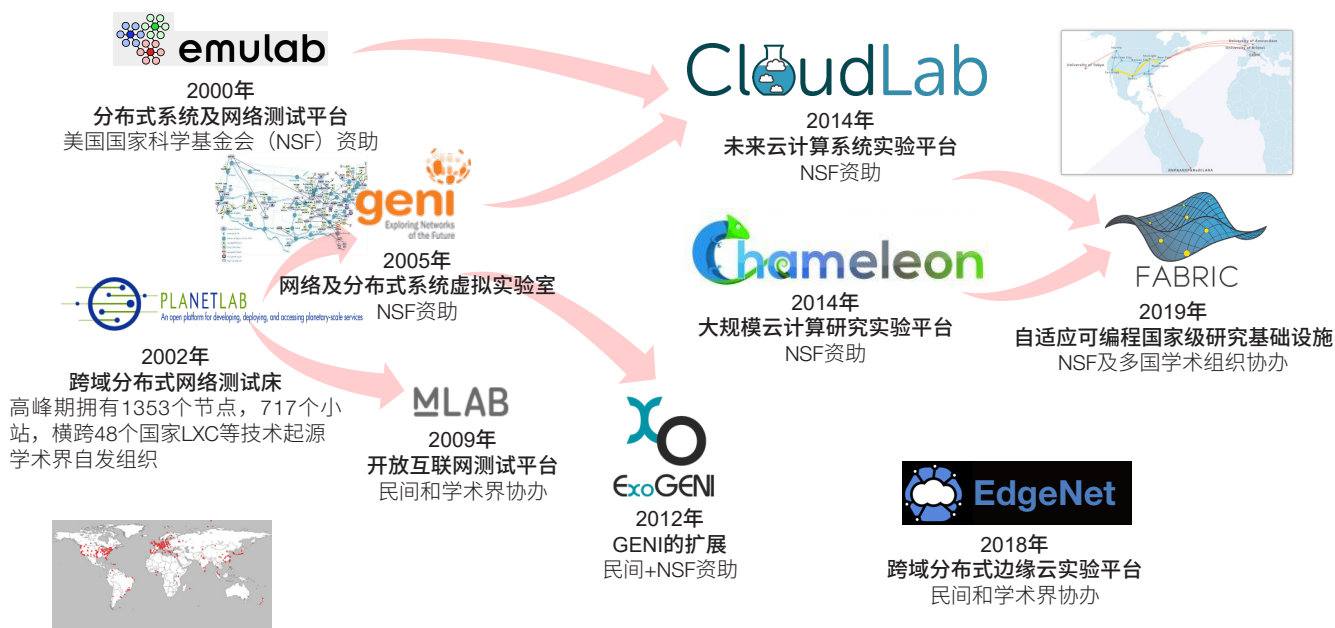 emulab
2000年
分布式系统及网络测试平台
美国国家科学基金会（NSF）资助
geni
Exploring Networks
of the Future
2005年
网络及分布式系统虚拟实验室
NSF资助
PLANETLAB
An open platform for developing, deploying, and accessing planetary-scale services
2002年
跨域分布式网络测试床
高峰期拥有1353个节点，717个小
站，横跨48个国家LXC等技术起源
学术界自发组织
MLAB
2009年
开放互联网测试平台
民间和学术界协办
CloudLab
2014年
未来云计算系统实验平台
NSF资助
Chameleon
2014年
大规模云计算研究实验平台
NSF资助
XO
ExoGENI
2012年
GENI的扩展
民间+NSF资助
University of Bristol
University of Tokyo
FABRIC
2019年
自适应可编程国家级研究基础设施
NSF及多国学术组织协办
EdgeNet
2018年
跨域分布式边缘云实验平台
民间和学术界协办